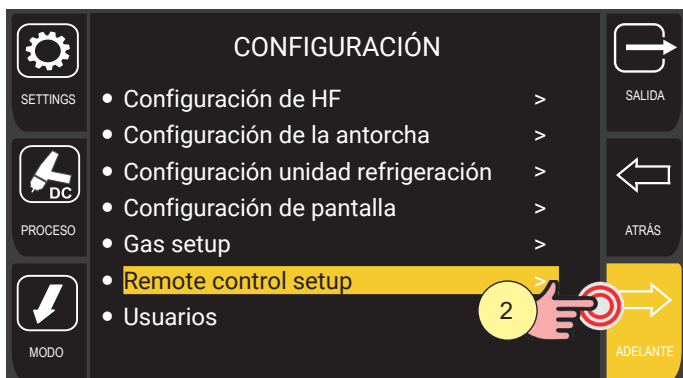 CONFIGURACIÓN
SETTINGS
PROCESO
DC
MODO
• Configuración de HF >
• Configuración de la antorcha >
• Configuración unidad refrigeración >
• Configuración de pantalla >
• Gas setup >
• Remote control setup >
• Usuarios
2
SALIDA
ATRÁS
ADELANTE